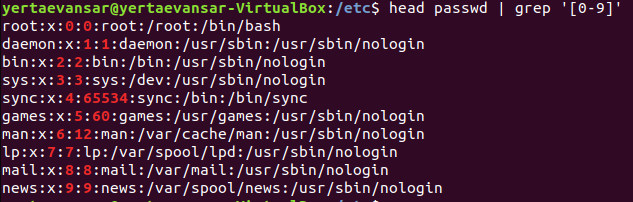 yertaevansar@yertaevansar-VirtualBox:/etc$ head passwd | grep '[0-9]'
root:x:0:0:root:/root:/bin/bash
daemon:x:1:1:daemon:/usr/sbin:/usr/sbin/nologin
bin:x:2:2:bin:/bin:/usr/sbin/nologin
sys:x:3:3:sys:/dev:/usr/sbin/nologin
sync:x:4:65534:sync:/bin:/bin/sync
games:x:5:60:games:/usr/games:/usr/sbin/nologin
man:x:6:12:man:/var/cache/man:/usr/sbin/nologin
lp:x:7:7:lp:/var/spool/lpd:/usr/sbin/nologin
mail:x:8:8:mail:/var/mail:/usr/sbin/nologin
news:x:9:9:news:/var/spool/news:/usr/sbin/nologin